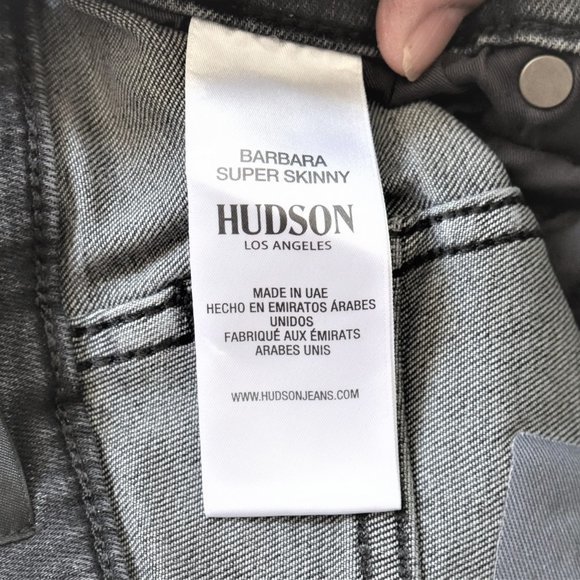 BARBARA
SUPER SKINNY
HUDSON
LOS ANGELES
MADE IN UAE
HECHO EN EMIRATOS ÁRABES
UNIDOS
FABRIQUÉ AUX ÉMIRATS
ARABES UNIS
WWW.HUDSONJEANS.COM